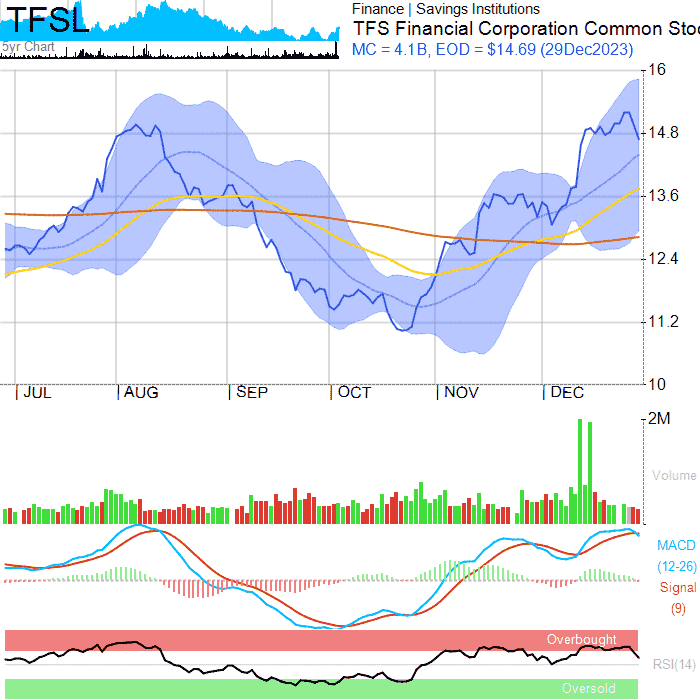 TFSL
5yr Chart
Finance | Savings Institutions
TFS Financial Corporation Common Stoc
MC = 4.1B, EOD = $14.69 (29Dec2023)
16
14.8
13.6
12.4
11.2
10
JUL AUG SEP OCT NOV DEC
2M
Volume
MACD
(12-26)
Signal
(9)
Overbought
RSI(14)
Oversold